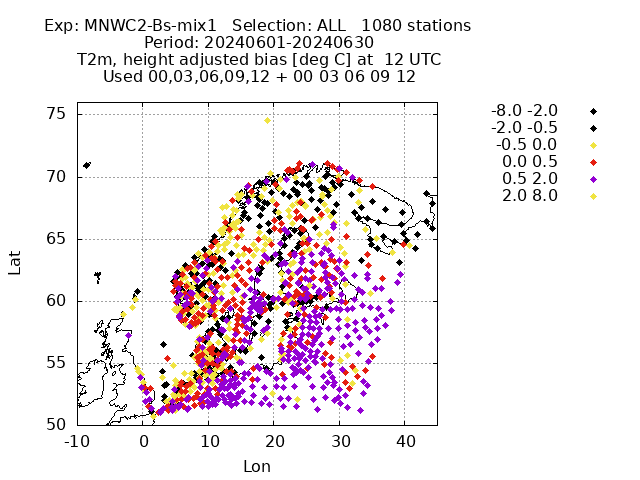 Exp: MNWC2-Bs-mix1 Selection: ALL 1080 stations
Period: 20240601-20240630
T2m, height adjusted bias [deg C] at 12 UTC
Used 00,03,06,09,12 + 00 03 06 09 12
-8.0 -2.0
-2.0 -0.5
-0.5 0.0
0.0 0.5
0.5 2.0
2.0 8.0
75
70
65
60
55
50
Lat
-10 0 10 20 30 40
Lon